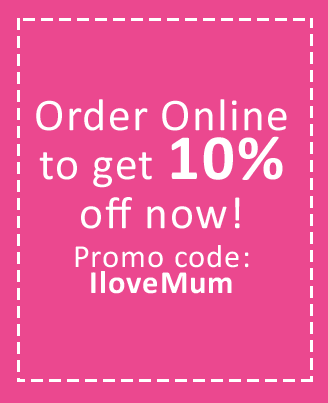 Order Online
to get 10%
off now!
Promo code:
IloveMum